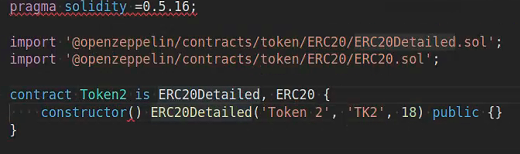 pragma solidity =0.5.16;
import '@openzeppelin/contracts/token/ERC20/ERC20Detailed.sol';
import '@openzeppelin/contracts/token/ERC20/ERC20.sol';
contract Token2 is ERC20Detailed, ERC20 {
    constructor() ERC20Detailed('Token 2', 'TK2', 18) public {}
}